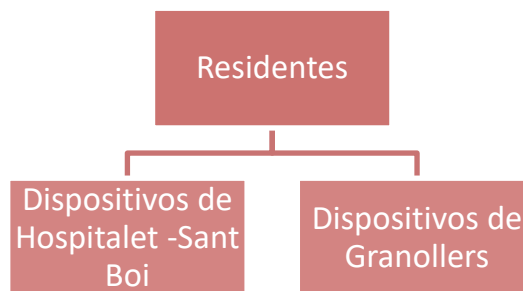 Residentes
Dispositivos de
Hospitalet -Sant
Boi
Dispositivos de
Granollers